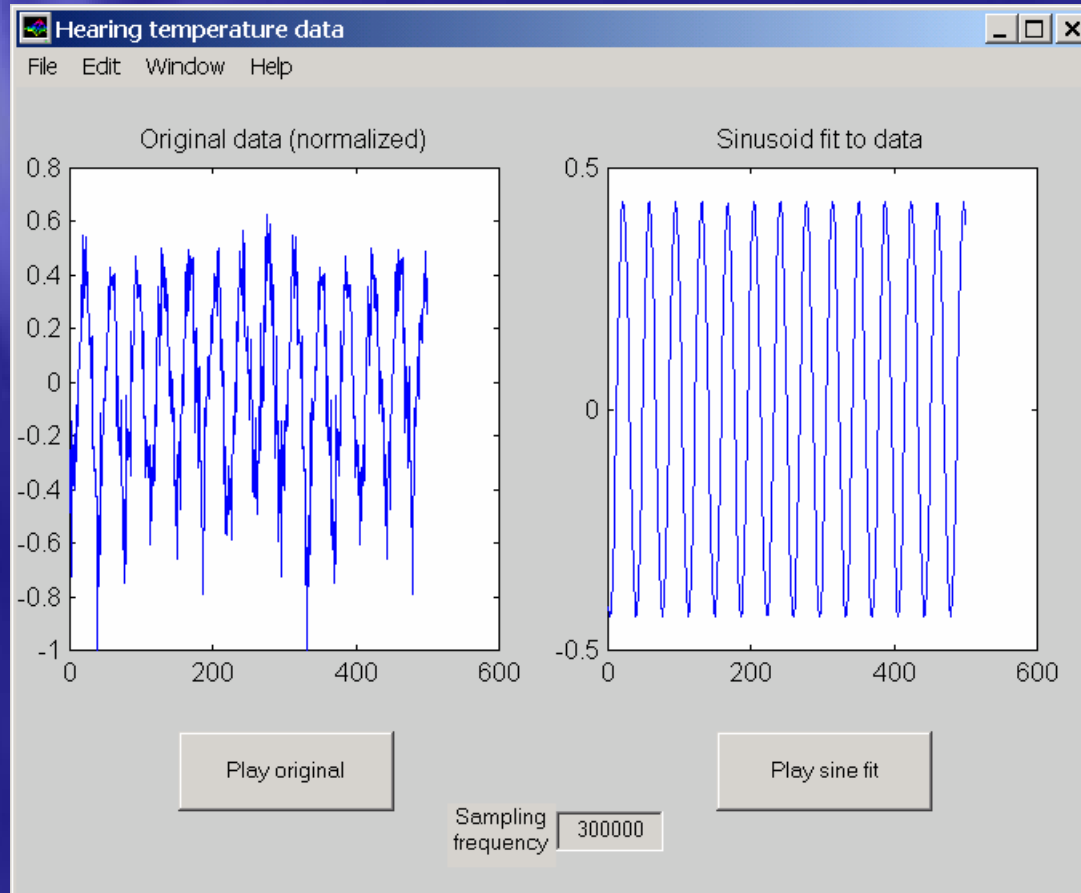 Hearing temperature data
File Edit Window Help
Original data (normalized)
0.8
0.6
0.4
0.2
0
-0.2
-0.4
-0.6
-0.8
-1
0 200 400 600
Sinusoid fit to data
0.5
0
-0.5
0 200 400 600
Play original
Play sine fit
Sampling
frequency
300000